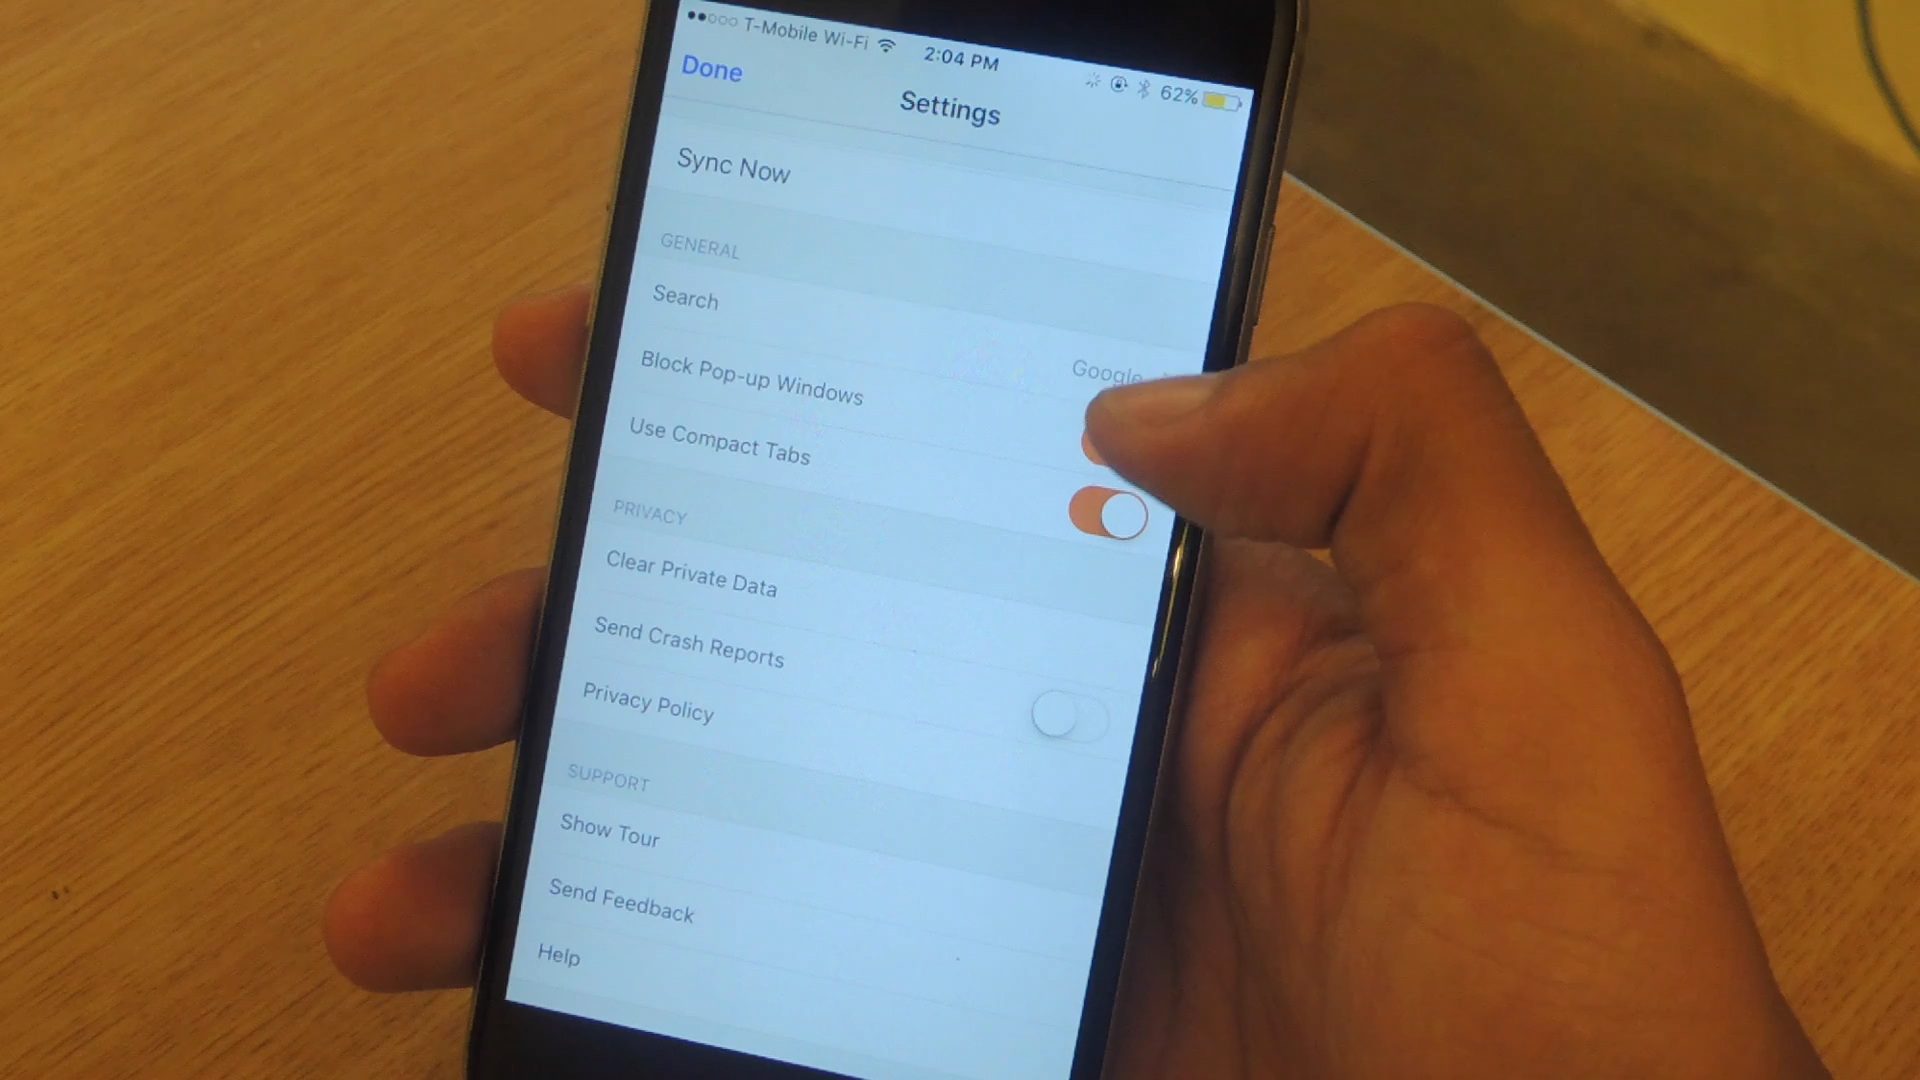 T-Mobile Wi-Fi 2:04 PM 62%
Done
Settings
Sync Now
GENERAL
Search Google
Block Pop-up Windows
Use Compact Tabs
PRIVACY
Clear Private Data
Send Crash Reports
Privacy Policy
SUPPORT
Show Tour
Send Feedback
Help